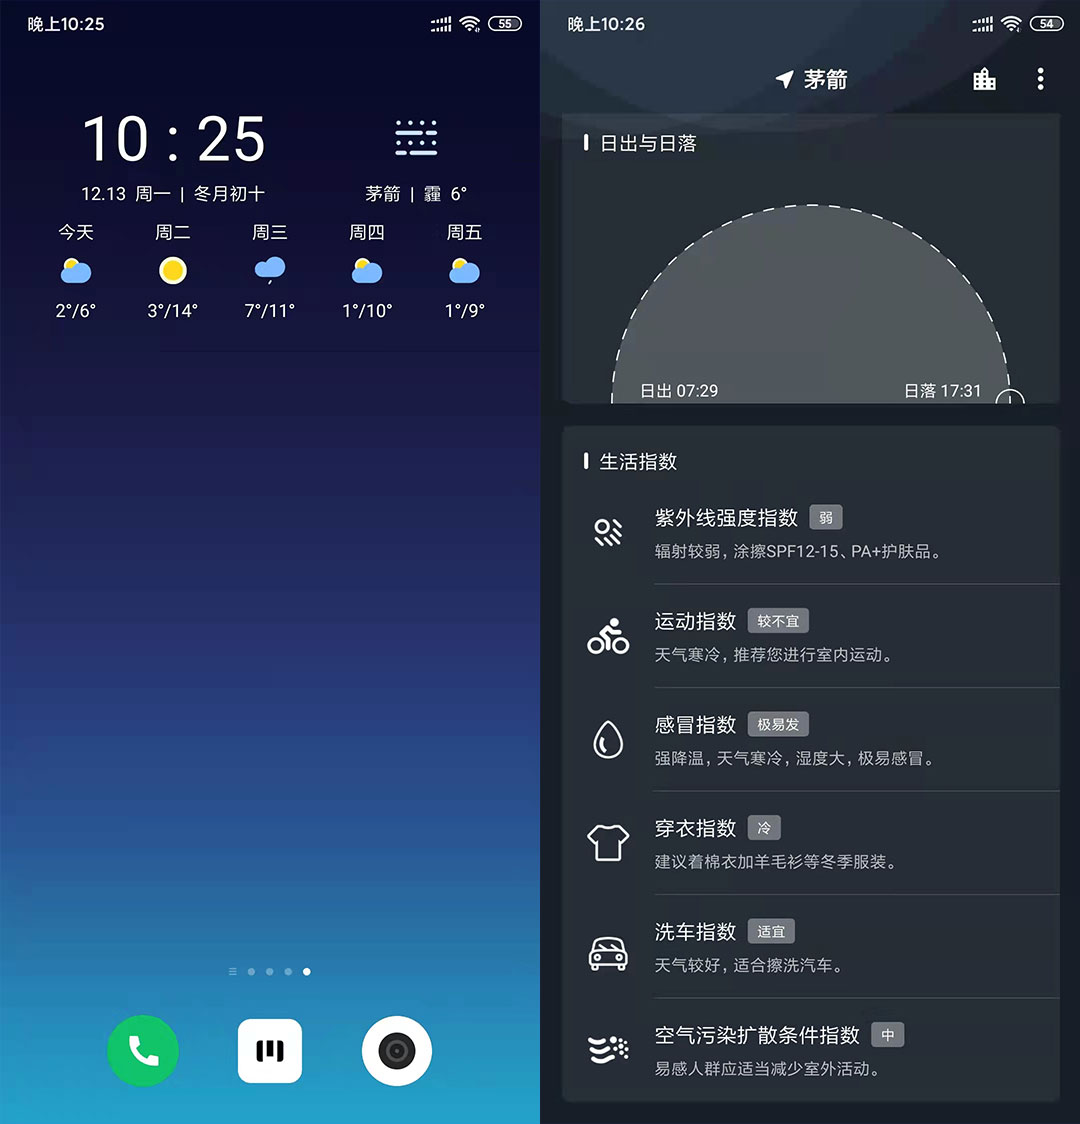 晚上10:25
55
10 : 25
12.13 周一 | 冬月初十
茅箭 | 霾 6°
今天 周二 周三 周四 周五
2°/6° 3°/14° 7°/11° 1°/10° 1°/9°
晚上10:26
54
茅箭
日出与日落
日出 07:29
日落 17:31
生活指数
紫外线强度指数 弱
辐射较弱，涂擦SPF12-15、PA+护肤品。
运动指数 较不宜
天气寒冷，推荐您进行室内运动。
感冒指数 极易发
强降温，天气寒冷，湿度大，极易感冒。
穿衣指数 冷
建议着棉衣加羊毛衫等冬季服装。
洗车指数 适宜
天气较好，适合擦洗汽车。
空气污染扩散条件指数 中
易感人群应适当减少室外活动。